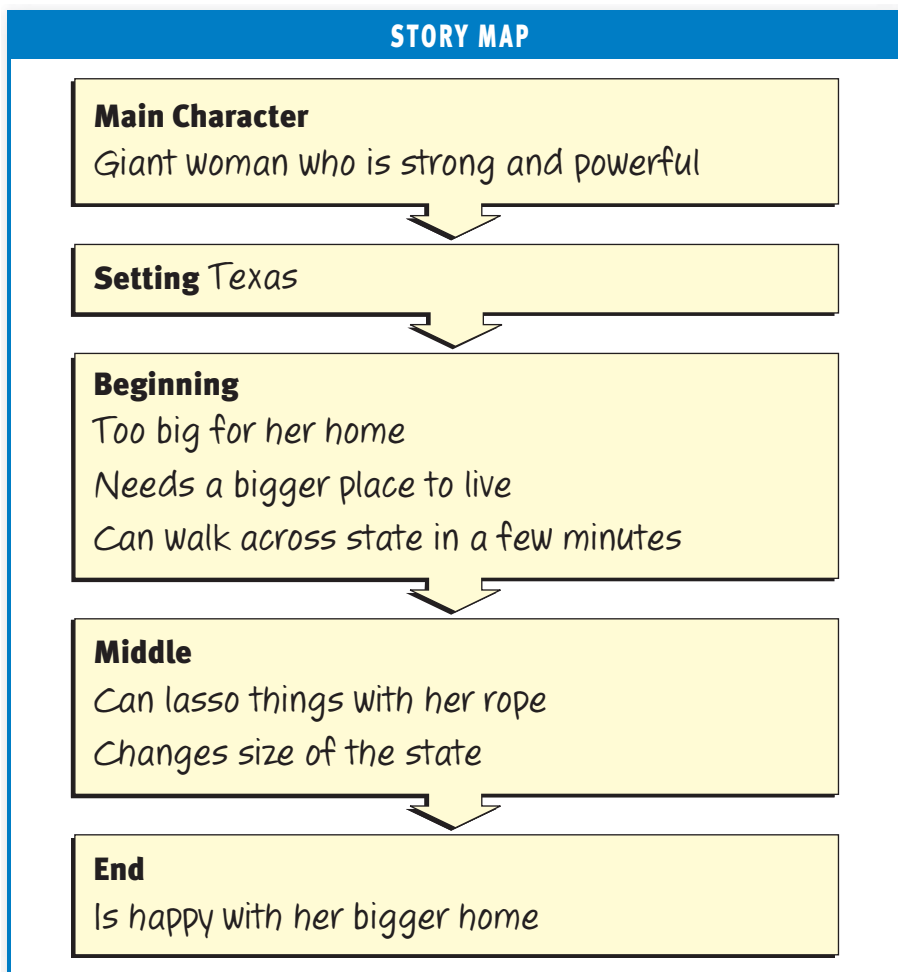 STORY MAP
Main Character
Giant woman who is strong and powerful
Setting Texas
Beginning
Too big for her home
Needs a bigger place to live
Can walk across state in a few minutes
Middle
Can lasso things with her rope
Changes size of the state
End
Is happy with her bigger home